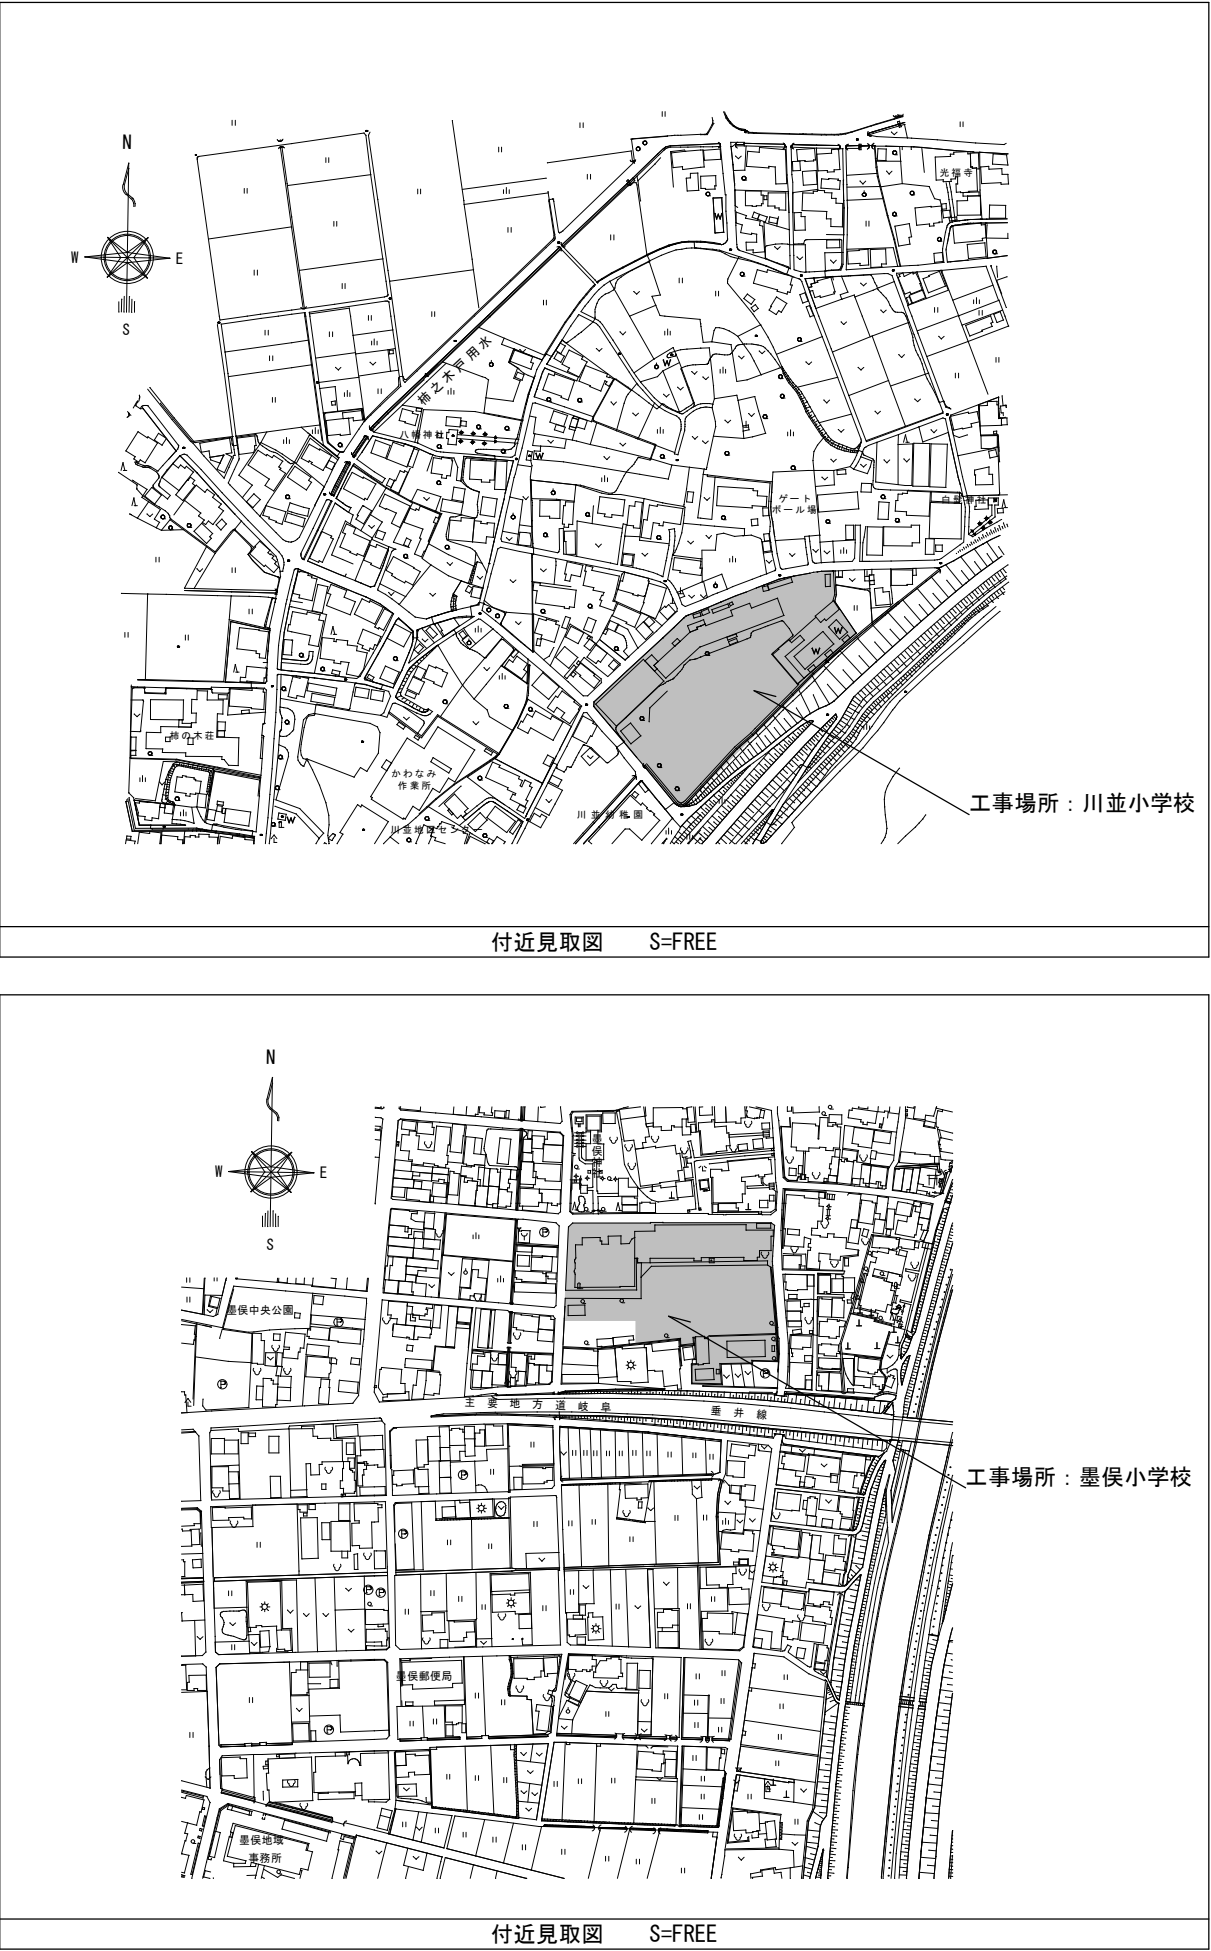 N
W E
S
光福寺
柿之木戸用水
八幡神社
W
W
W
ゲート
ボール場
白髭神社
W
W
柿の木荘
かわなみ
作業所
川並地区センター
川並幼稚園
W
工事場所：川並小学校
付近見取図 S=FREE
N
W E
S
墨俣神社
P
墨俣中央公園
P
P
P
主要地方道岐阜
垂井線
P
工事場所：墨俣小学校
P
P
P
墨俣郵便局
P
墨俣地域
事務所
付近見取図 S=FREE